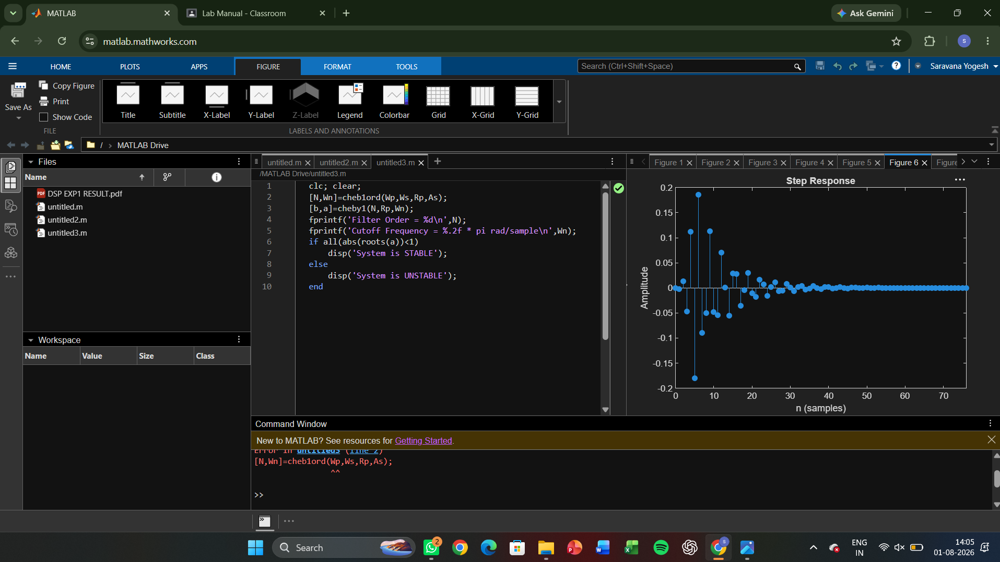 MATLAB
Lab Manual - Classroom
Ask Gemini
matlab.mathworks.com
S
HOME
PLOTS
APPS
FIGURE
FORMAT
TOOLS
Search (Ctrl+Shift+Space)
Saravana Yogesh
Save As
Copy Figure
Print
Show Code
FILE
Title
Subtitle
X-Label
Y-Label
Z-Label
Legend
Colorbar
Grid
X-Grid
Y-Grid
LABELS AND ANNOTATIONS
/ › MATLAB Drive
Files
Name
PDF DSP EXP1 RESULT.pdf
untitled.m
untitled2.m
untitled3.m
Workspace
Name Value Size Class
untitled.m
untitled2.m
untitled3.m
/MATLAB Drive/untitled3.m
1 clc; clear;
2 [N,Wn]=cheb1ord(Wp,Ws,Rp,As);
3 [b,a]=cheby1(N,Rp,Wn);
4 fprintf('Filter Order = %d\n',N);
5 fprintf('Cutoff Frequency = %.2f * pi rad/sample\n',Wn);
6 if all(abs(roots(a))<1)
7 disp('System is STABLE');
8 else
9 disp('System is UNSTABLE');
10 end
Figure 1
Figure 2
Figure 3
Figure 4
Figure 5
Figure 6
Figure
Step Response
0.2
0.15
0.1
0.05
0
-0.05
-0.1
-0.15
-0.2
Amplitude
0 10 20 30 40 50 60 70
n (samples)
Command Window
New to MATLAB? See resources for Getting Started.
Error in untitled3 (line 2)
[N,Wn]=cheb1ord(Wp,Ws,Rp,As);
^^
>>
Search
2
S
ENG
IN
14:05
01-08-2026